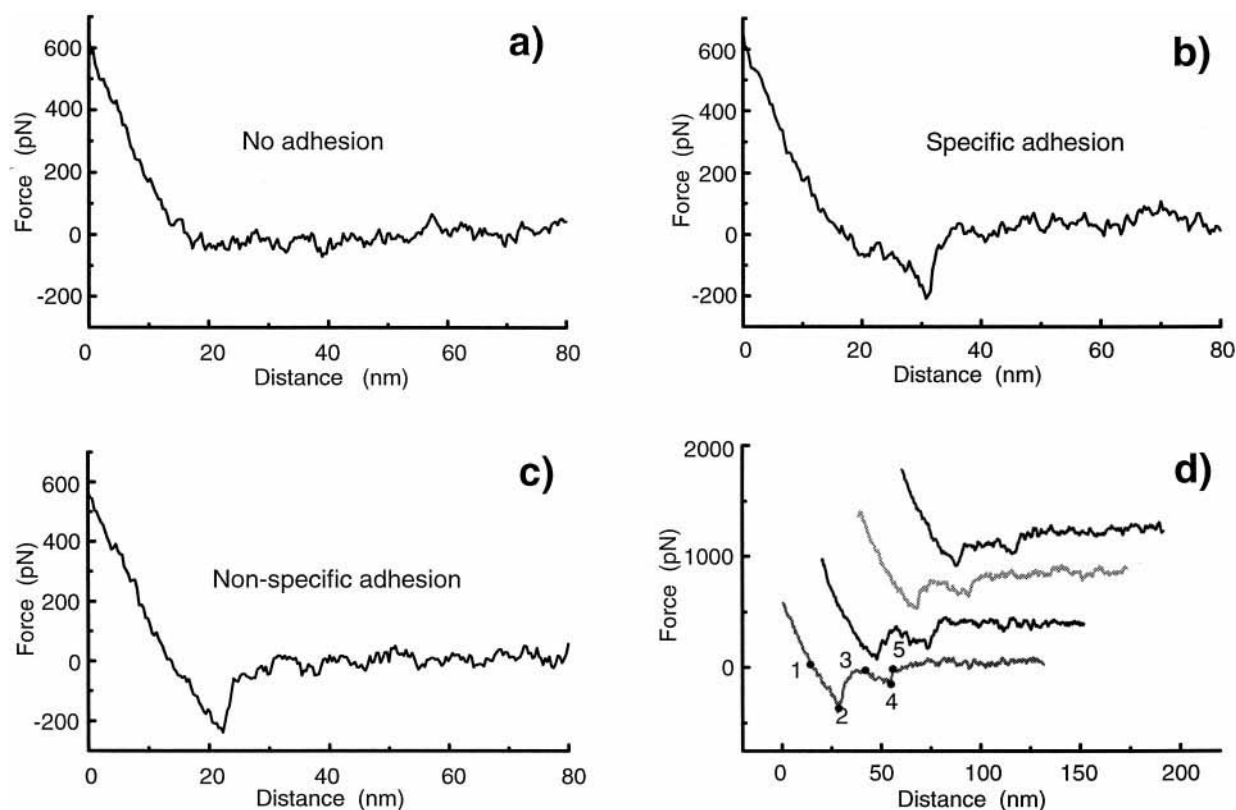 a)
600
400
200
0
-200
Force (pN)
No adhesion
0 20 40 60 80
Distance (nm)
b)
600
400
200
0
-200
Force (pN)
Specific adhesion
0 20 40 60 80
Distance (nm)
c)
600
400
200
0
-200
Force (pN)
Non-specific adhesion
0 20 40 60 80
Distance (nm)
d)
2000
1000
0
Force (pN)
1 2 3 4 5
0 50 100 150 200
Distance (nm)